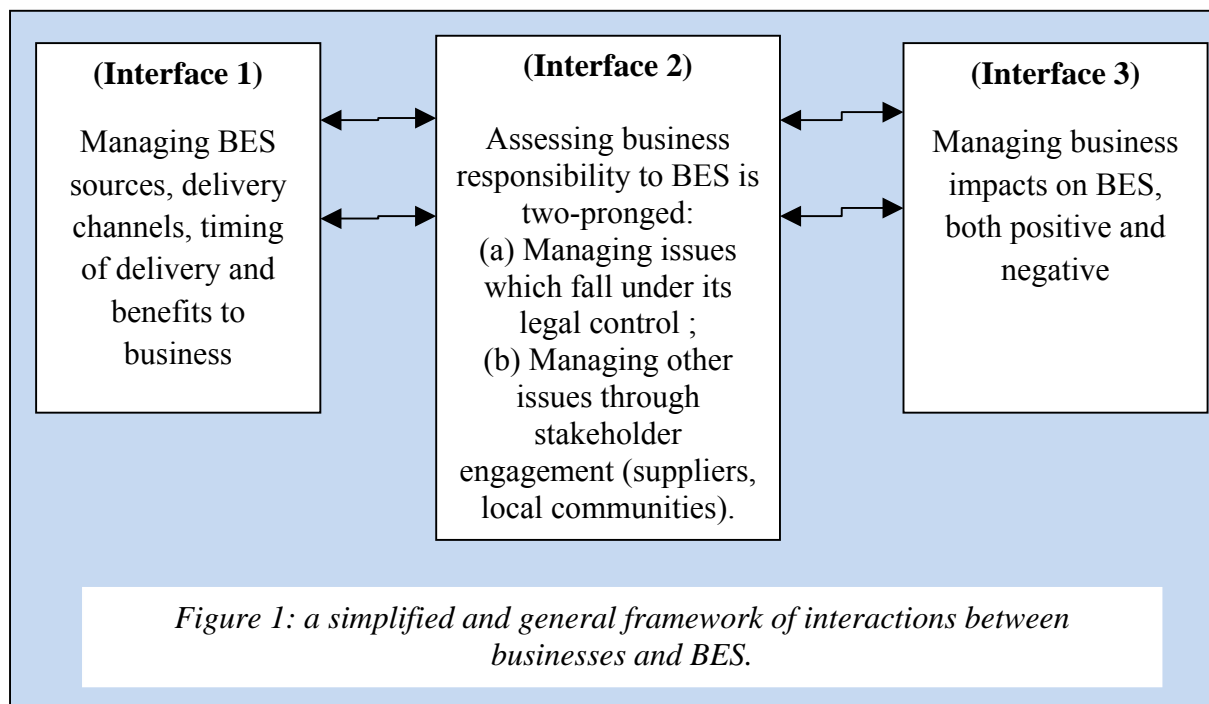 (Interface 1)
Managing BES
sources, delivery
channels, timing
of delivery and
benefits to
business
(Interface 2)
Assessing business
responsibility to BES is
two-pronged:
(a) Managing issues
which fall under its
legal control ;
(b) Managing other
issues through
stakeholder
engagement (suppliers,
local communities).
(Interface 3)
Managing business
impacts on BES,
both positive and
negative
Figure 1: a simplified and general framework of interactions between
businesses and BES.